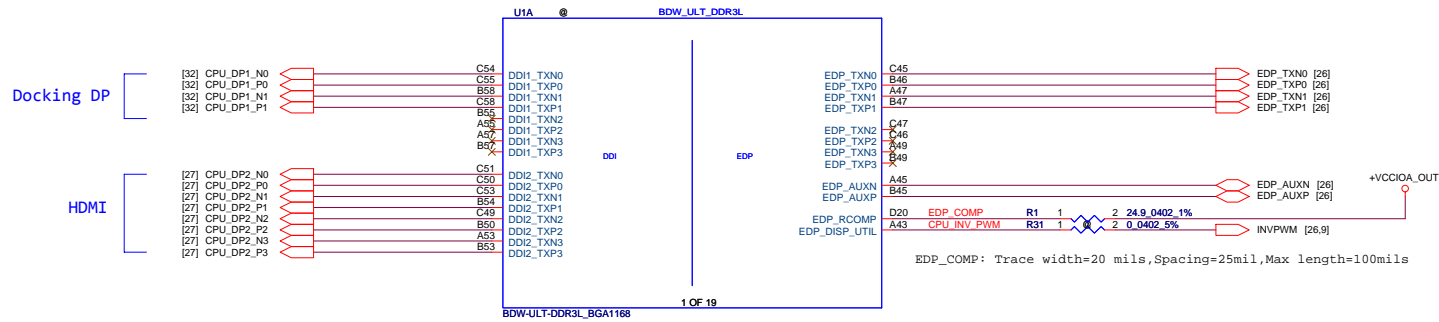 U1A @ BDW_ULT_DDR3L
Docking DP
[32] CPU_DP1_N0 C54 DDI1_TXN0
[32] CPU_DP1_P0 C55 DDI1_TXP0
[32] CPU_DP1_N1 B58 DDI1_TXN1
[32] CPU_DP1_P1 C58 DDI1_TXP1
B55 DDI1_TXN2
A55 DDI1_TXP2
A57 DDI1_TXN3
B57 DDI1_TXP3
HDMI
[27] CPU_DP2_N0 C51 DDI2_TXN0
[27] CPU_DP2_P0 C50 DDI2_TXP0
[27] CPU_DP2_N1 C53 DDI2_TXN1
[27] CPU_DP2_P1 B54 DDI2_TXP1
[27] CPU_DP2_N2 C49 DDI2_TXN2
[27] CPU_DP2_P2 B50 DDI2_TXP2
[27] CPU_DP2_N3 A53 DDI2_TXN3
[27] CPU_DP2_P3 B53 DDI2_TXP3
DDI EDP
EDP_TXN0 C45 EDP_TXN0 [26]
EDP_TXP0 B46 EDP_TXP0 [26]
EDP_TXN1 A47 EDP_TXN1 [26]
EDP_TXP1 B47 EDP_TXP1 [26]
EDP_TXN2 C47
EDP_TXP2 C46
EDP_TXN3 A49
EDP_TXP3 B49
EDP_AUXN A45 EDP_AUXN [26]
EDP_AUXP B45 EDP_AUXP [26]
+VCCIOA_OUT
EDP_RCOMP D20 EDP_COMP R1 1 2 24.9_0402_1%
EDP_DISP_UTIL A43 CPU_INV_PWM R31 1 @ 2 0_0402_5% INVPWM [26,9]
EDP_COMP: Trace width=20 mils,Spacing=25mil,Max length=100mils
1 OF 19
BDW-ULT-DDR3L_BGA1168